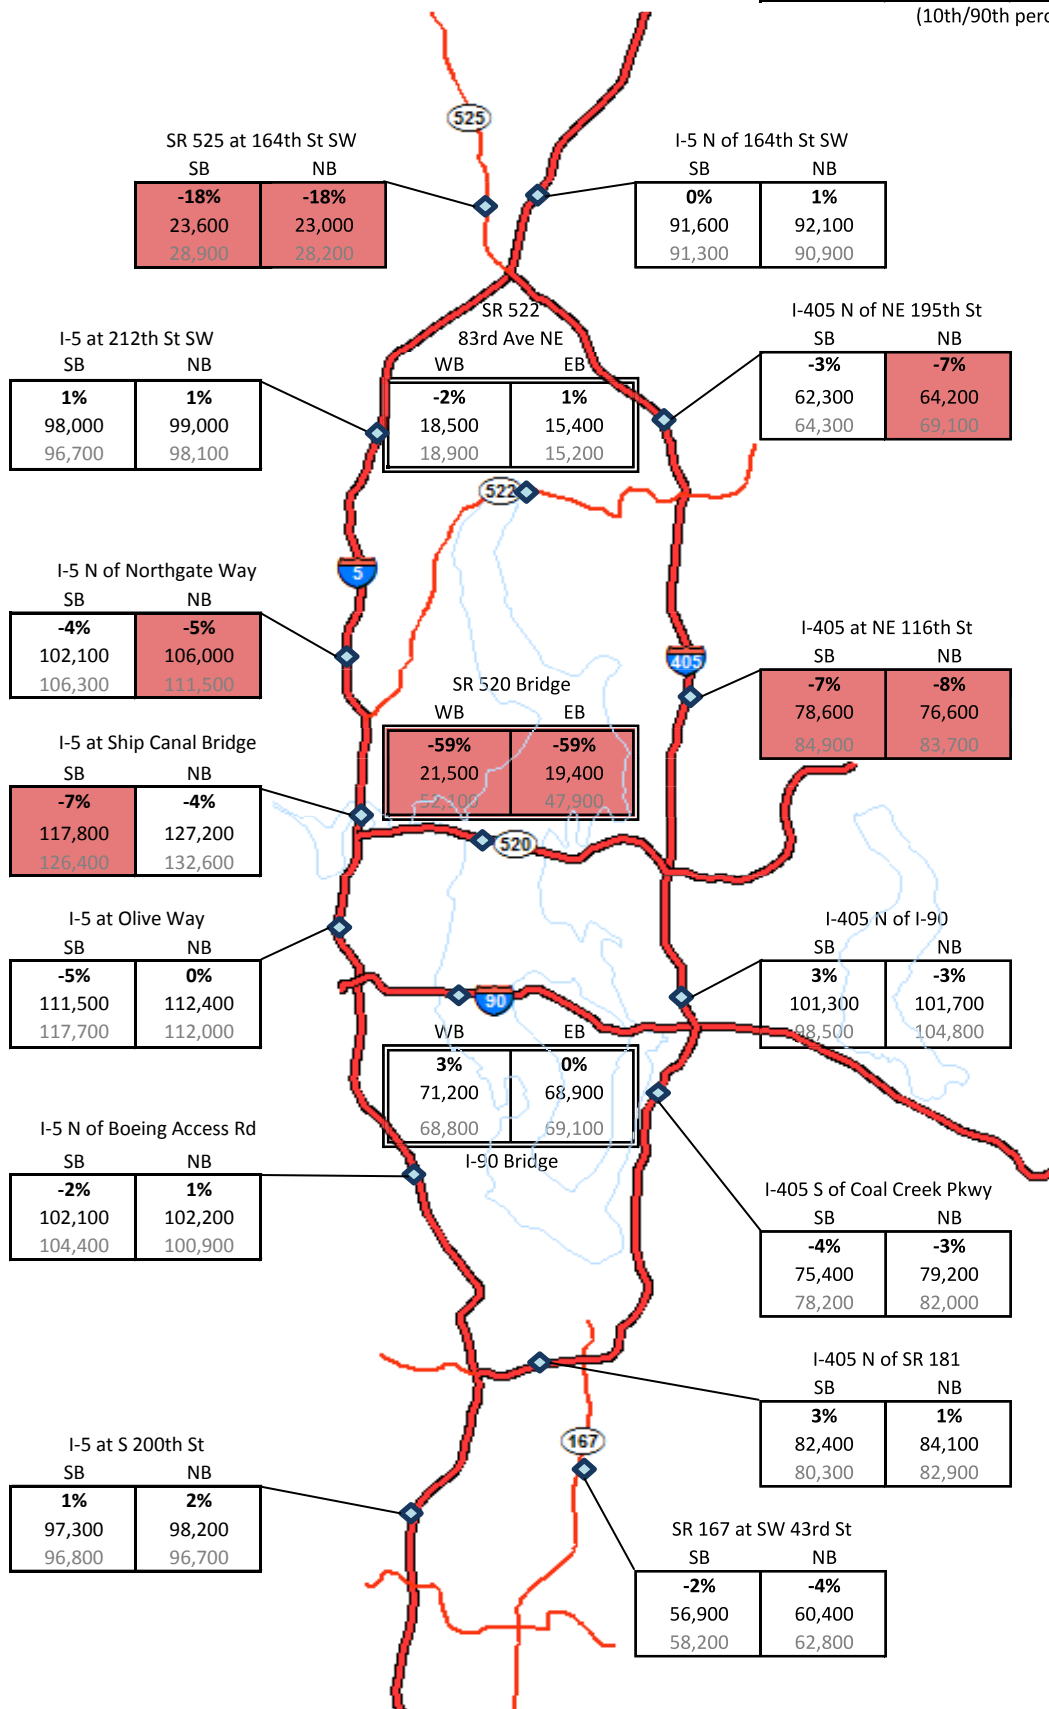 (10th/90th perc
525
SR 525 at 164th St SW
SB NB
-18% -18%
23,600 23,000
28,900 28,200
I-5 N of 164th St SW
SB NB
0% 1%
91,600 92,100
91,300 90,900
I-5 at 212th St SW
SB NB
1% 1%
98,000 99,000
96,700 98,100
SR 522
83rd Ave NE
WB EB
-2% 1%
18,500 15,400
18,900 15,200
I-405 N of NE 195th St
SB NB
-3% -7%
62,300 64,200
64,300 69,100
522
5
I-5 N of Northgate Way
SB NB
-4% -5%
102,100 106,000
106,300 111,500
405
I-405 at NE 116th St
SB NB
-7% -8%
78,600 76,600
84,900 83,700
SR 520 Bridge
WB EB
-59% -59%
21,500 19,400
52,100 47,900
I-5 at Ship Canal Bridge
SB NB
-7% -4%
117,800 127,200
126,400 132,600
520
I-5 at Olive Way
SB NB
-5% 0%
111,500 112,400
117,700 112,000
I-405 N of I-90
SB NB
3% -3%
101,300 101,700
98,500 104,800
90
WB EB
3% 0%
71,200 68,900
68,800 69,100
I-90 Bridge
I-5 N of Boeing Access Rd
SB NB
-2% 1%
102,100 102,200
104,400 100,900
I-405 S of Coal Creek Pkwy
SB NB
-4% -3%
75,400 79,200
78,200 82,000
I-405 N of SR 181
SB NB
3% 1%
82,400 84,100
80,300 82,900
167
I-5 at S 200th St
SB NB
1% 2%
97,300 98,200
96,800 96,700
SR 167 at SW 43rd St
SB NB
-2% -4%
56,900 60,400
58,200 62,800